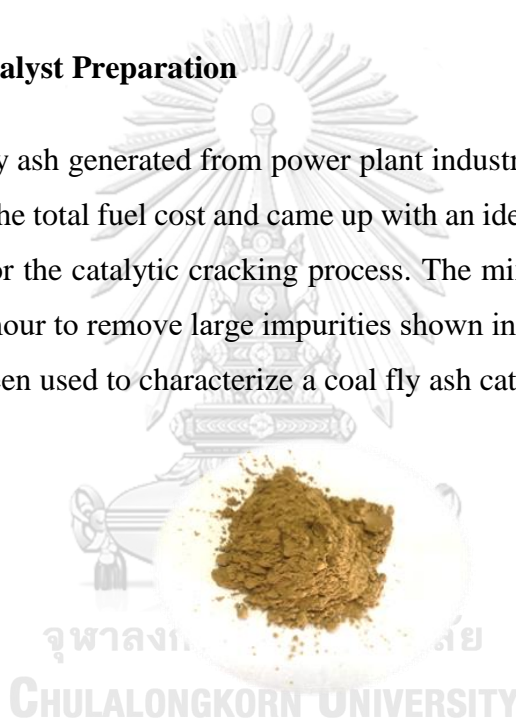 alyst Preparation
y ash generated from power plant industr
he total fuel cost and came up with an ide
or the catalytic cracking process. The mi
hour to remove large impurities shown in
een used to characterize a coal fly ash cat
จุฬาลงก ลัย
CHULALONGKORN UNIVERSITY